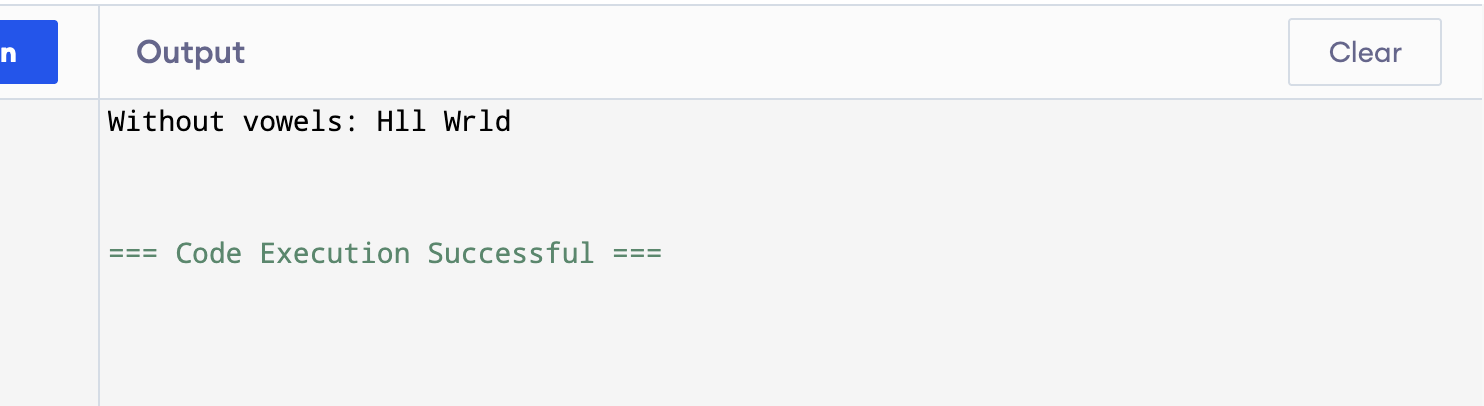 n
Output
Clear
Without vowels: Hll Wrld
=== Code Execution Successful ===